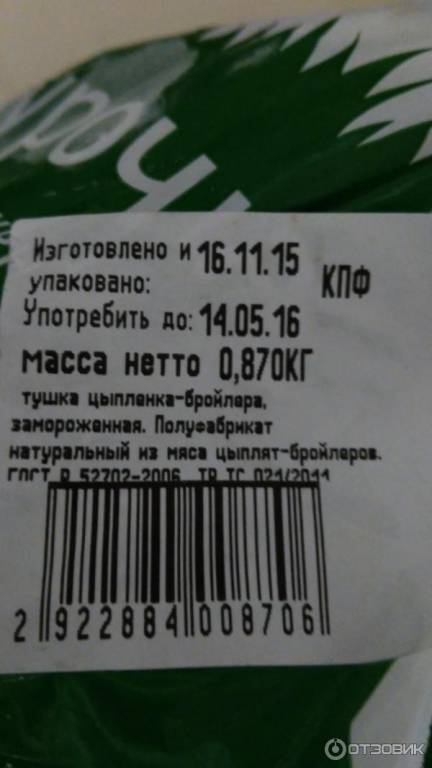 Изготовлено и 16.11.15
упаковано: КПФ
Употребить до: 14.05.16
масса нетто 0,870КГ
тушка цыпленка-бройлера,
замороженная. Полуфабрикат
натуральный из мяса цыплят-бройлеров.
ГОСТ Р 52702-2006 ТР ТС 021/2011
2 922884 008706
ОТЗОВИК